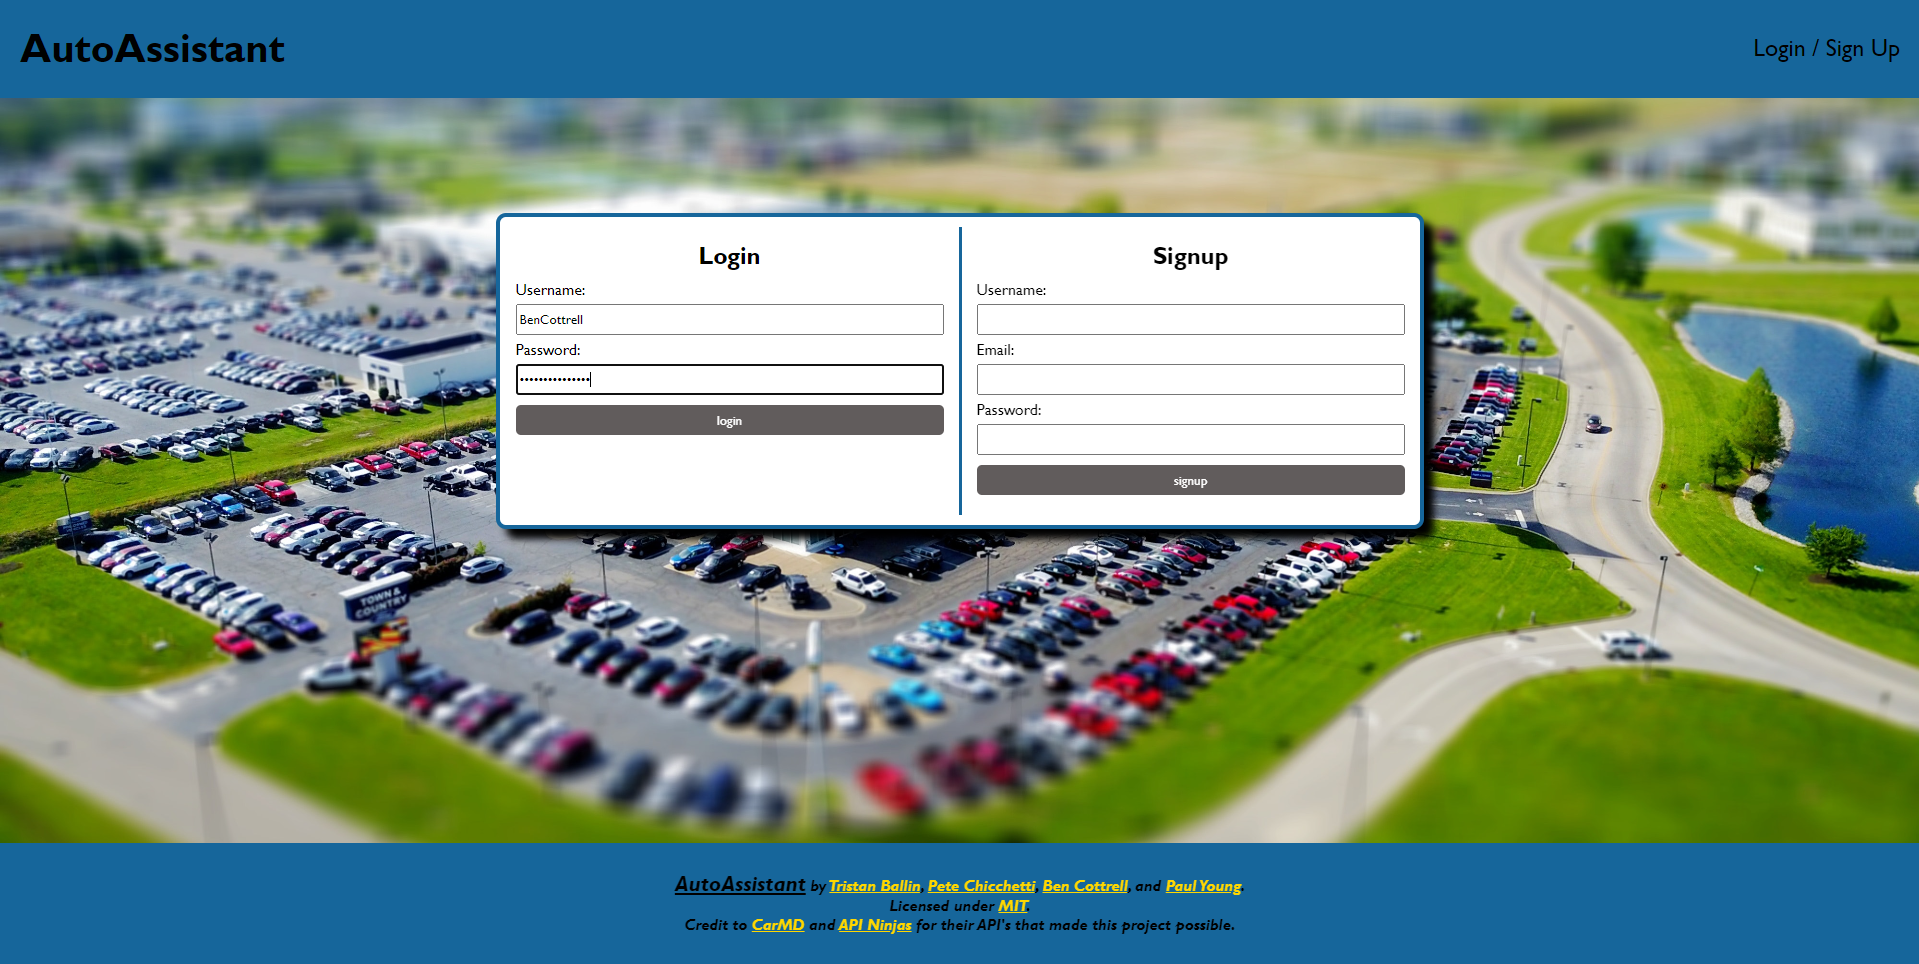 AutoAssistant
Login / Sign Up
Login
Username:
BenCottrell
Password:
•••••••••••••••
login
Signup
Username:
Email:
Password:
signup
TOWN &
COUNTRY
AutoAssistant by Tristan Ballin, Pete Chicchetti, Ben Cottrell, and Paul Young.
Licensed under MIT.
Credit to CarMD and API Ninjas for their API's that made this project possible.